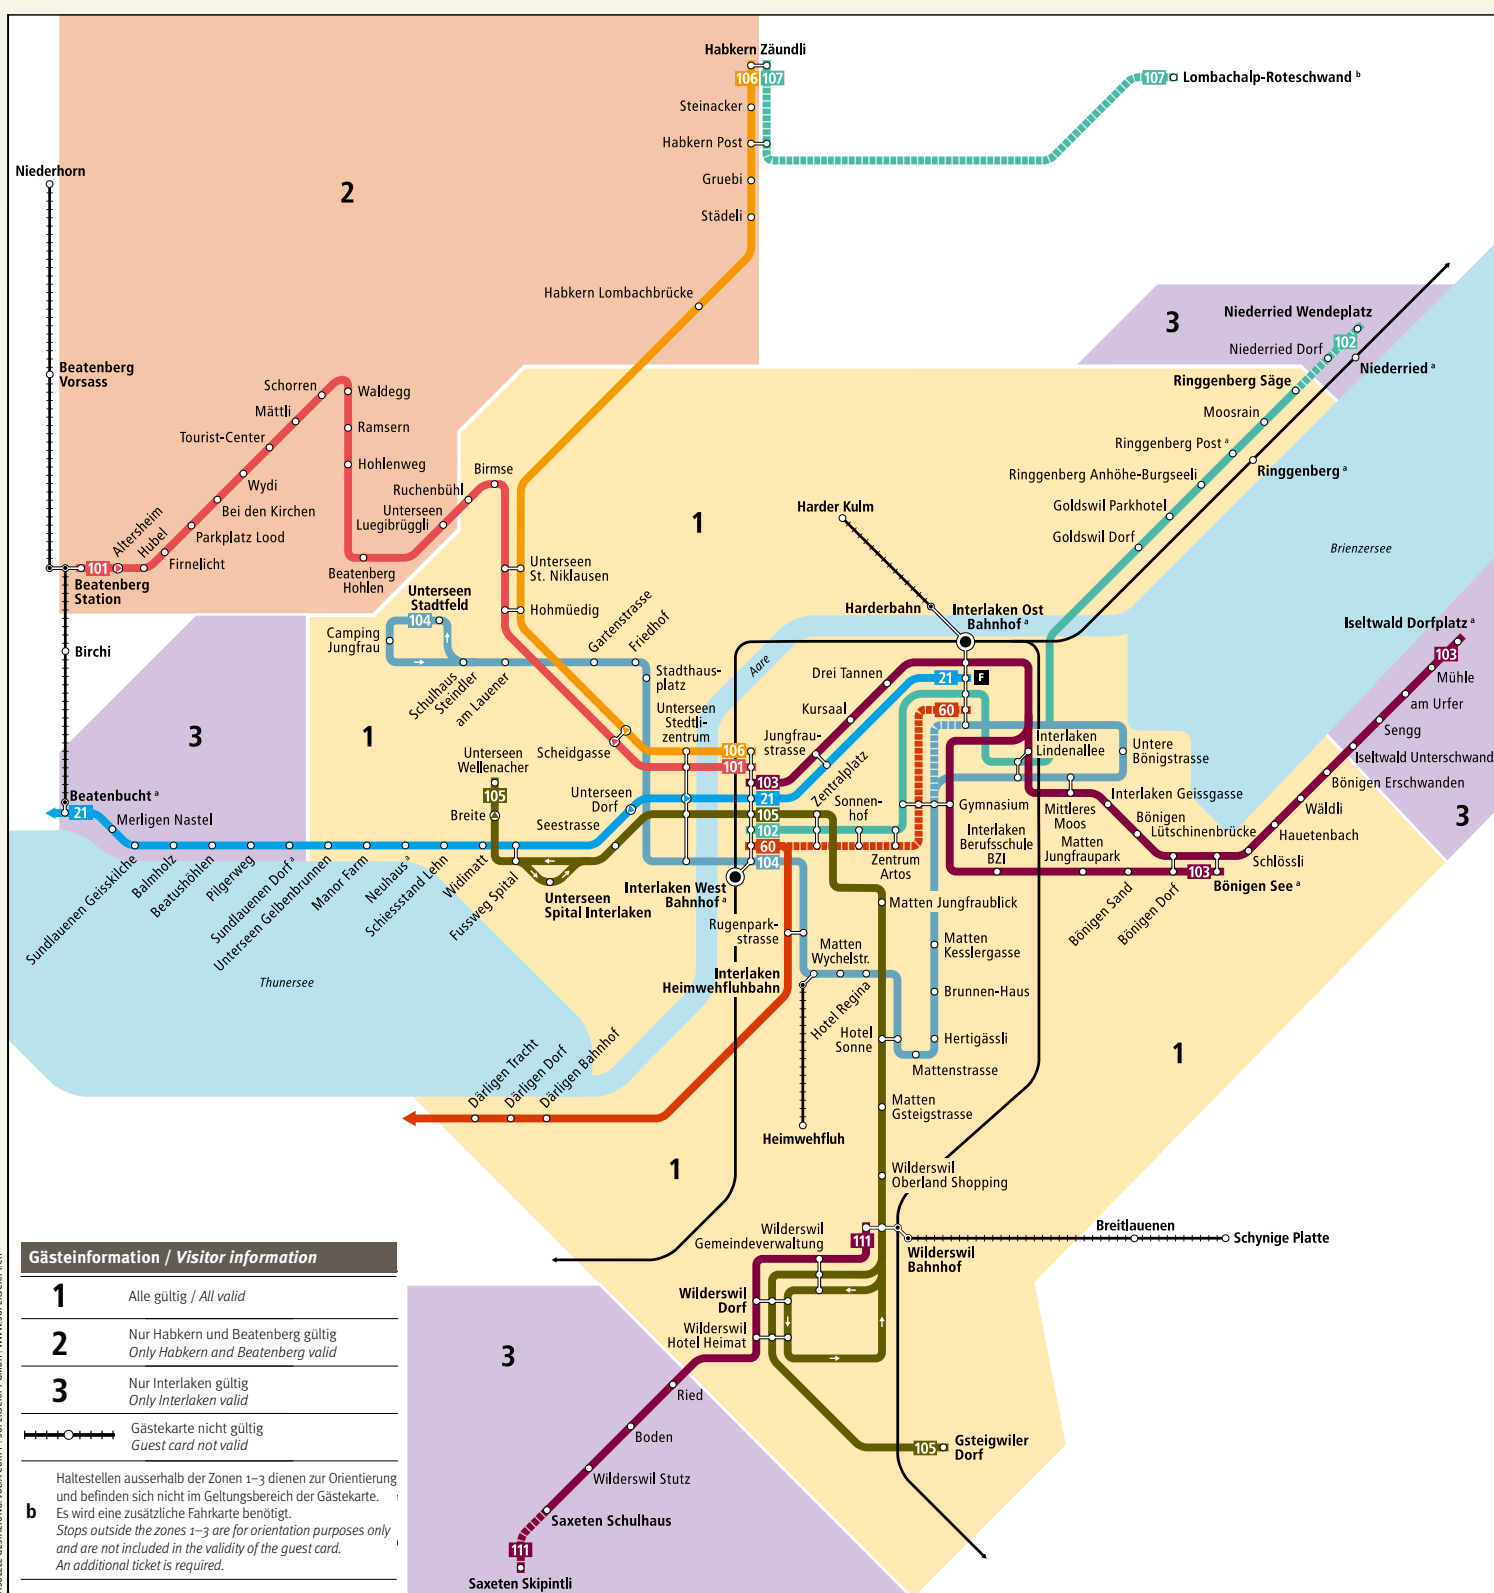 Habkern Zäundli
106
107
107
Lombachalp-Roteschwand b
Steinacker
Habkern Post
Gruebi
Städeli
Niederhorn
2
Habkern Lombachbrücke
3
Niederried Wendeplatz
102
Niederried Dorf
Niederried a
Beatenberg
Vorsass
Schorren
Waldegg
Mättli
Ramsern
Tourist-Center
Hohlenweg
Wydi
Bei den Kirchen
Parkplatz Lood
Altersheim
Hubel
Firnelicht
101
Beatenberg
Station
Birmse
Ruchenbühl
Unterseen
Luegibrüggli
Beatenberg
Hohlen
Ringgenberg Säge
Moosrain
Ringgenberg Post a
Ringgenberg a
Ringgenberg Anhöhe-Burgseeli
Goldswil Parkhotel
Goldswil Dorf
Brienzersee
1
Harder Kulm
Harderbahn
Interlaken Ost
Bahnhof a
Unterseen
St. Niklausen
Hohmüedig
Unterseen
Stadtfeld
104
Camping
Jungfrau
Gartenstrasse
Friedhof
Schulhaus
Steindler
am Lauener
Stadthaus-
platz
Aare
Birchi
3
1
Iseltwald Dorfplatz a
103
Mühle
am Urfer
Sengg
Iseltwald Unterschwand
Bönigen Erschwanden
Wäldli
Hauetenbach
Schlössli
3
Drei Tannen
Kursaal
Jungfrau-
strasse
Zentralplatz
21
F
60
Unterseen
Stedtli-
zentrum
Scheidgasse
106
101
103
21
105
102
60
104
Unterseen
Wellenacher
105
Breite
Unterseen
Dorf
Seestrasse
Sonnen-
hof
Zentrum
Artos
Gymnasium
Interlaken
Lindenallee
Untere
Bönigstrasse
Interlaken Geissgasse
Mittleres
Moos
Bönigen
Lütschinenbrücke
Interlaken
Berufsschule
BZI
Matten
Jungfraupark
103
Bönigen See a
Bönigen Sand
Bönigen Dorf
Beatenbucht a
21
Merligen Nastel
Sundlauenen Geisskilche
Balmholz
Beatushöhlen
Pilgerweg
Sundlauenen Dorf a
Unterseen Gelbenbrunnen
Manor Farm
Neuhaus a
Schiessstand Lehn
Widimatt
Fussweg Spital
Unterseen
Spital Interlaken
Interlaken West
Bahnhof a
Thunersee
Rugenpark-
strasse
Interlaken
Heimwehfluhbahn
Matten
Wychelstr.
Hotel Regina
Matten Jungfraublick
Matten
Kesslergasse
Brunnen-Haus
Hotel
Sonne
Hertigässli
Mattenstrasse
1
Därligen Tracht
Därligen Dorf
Därligen Bahnhof
Heimwehfluh
Matten
Gsteigstrasse
1
Wilderswil
Oberland Shopping
Wilderswil
Gemeindeverwaltung
111
Wilderswil
Bahnhof
Breitlauenen
Schynige Platte
Wilderswil
Dorf
Wilderswil
Hotel Heimat
3
Ried
Boden
Wilderswil Stutz
Saxeten Schulhaus
111
Saxeten Skipintli
105
Gsteigwiler
Dorf
Gästeinformation / Visitor information
1 Alle gültig / All valid
2 Nur Habkern und Beatenberg gültig
Only Habkern and Beatenberg valid
3 Nur Interlaken gültig
Only Interlaken valid
Gästekarte nicht gültig
Guest card not valid
b Haltestellen ausserhalb der Zonen 1–3 dienen zur Orientierung
und befinden sich nicht im Geltungsbereich der Gästekarte.
Es wird eine zusätzliche Fahrkarte benötigt.
Stops outside the zones 1–3 are for orientation purposes only
and are not included in the validity of the guest card.
An additional ticket is required.